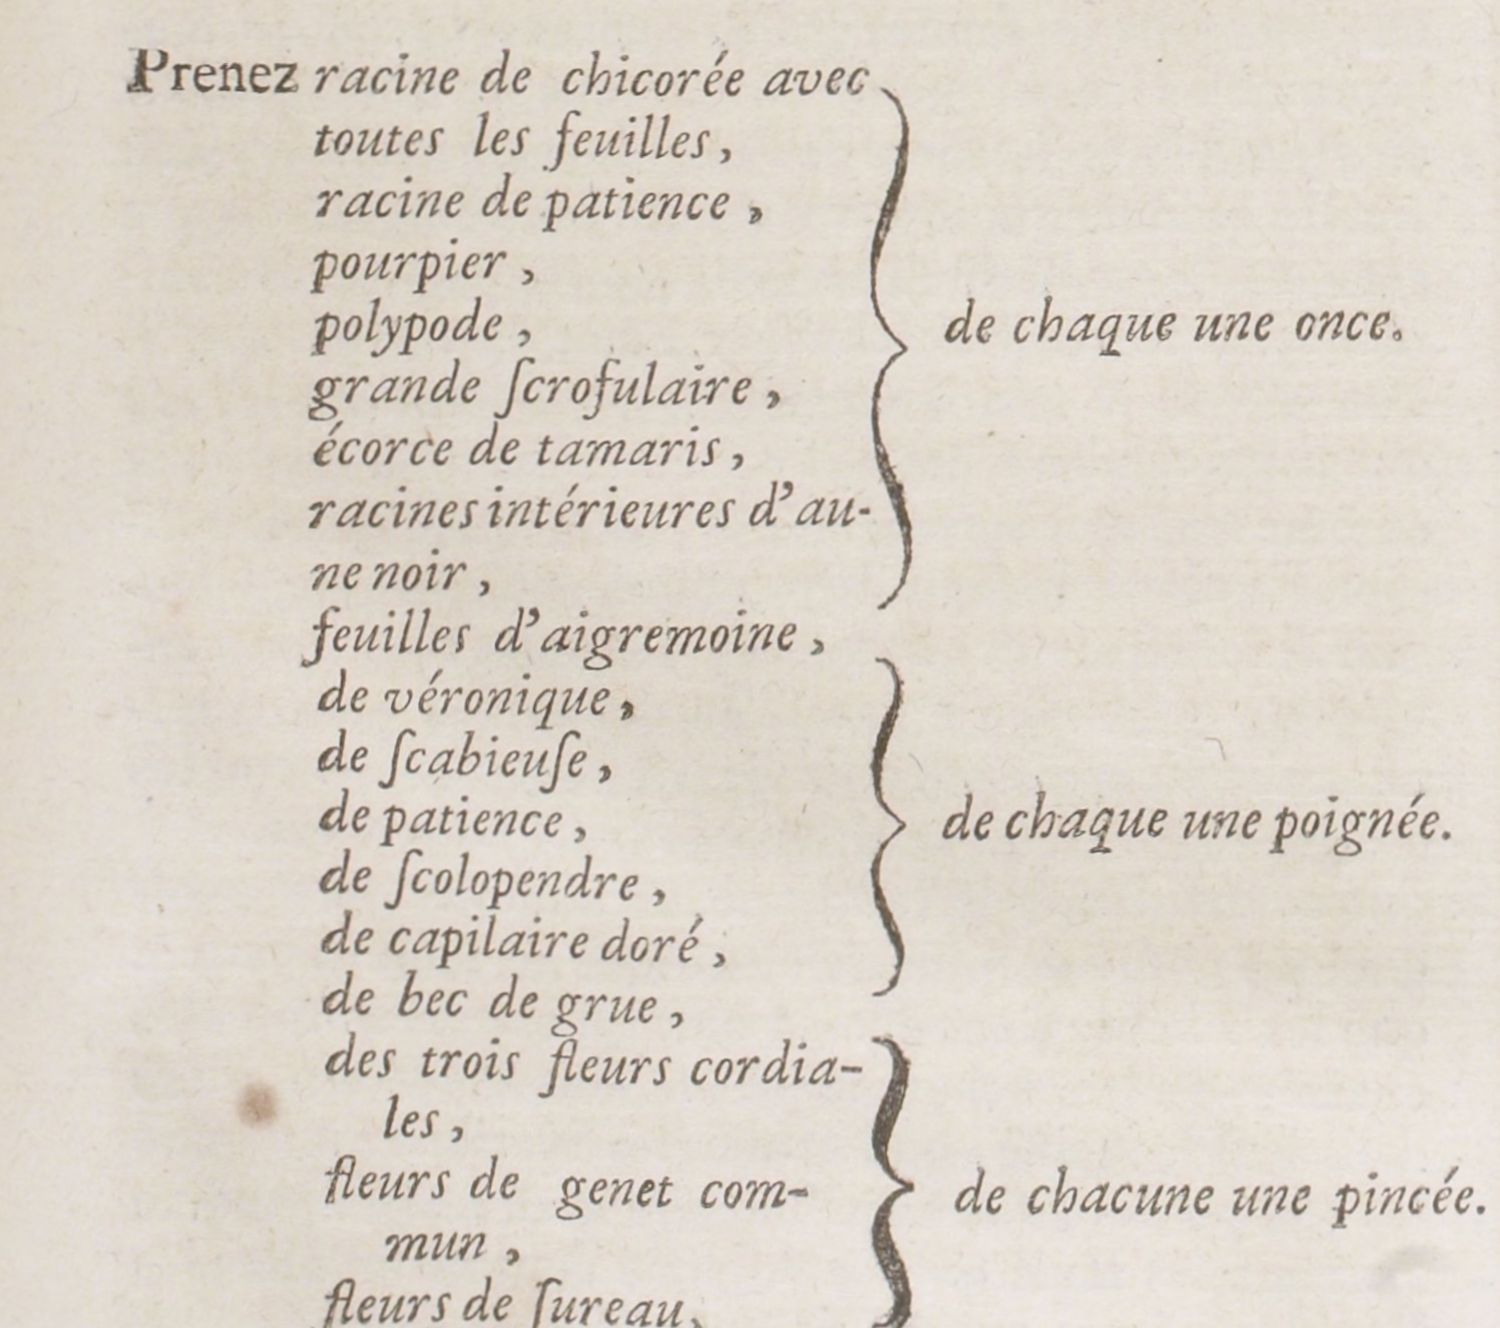 Prenez racine de chicorée avec
toutes les feuilles,
racine de patience,
pourpier,
polypode,
de chaque une once.
grande ſcrofulaire,
écorce de tamaris,
racines intérieures d'au-
ne noir,
feuilles d'aigremoine,
de véronique,
de ſcabieuſe,
de patience,
de chaque une poignée.
de ſcolopendre,
de capilaire doré,
de bec de grue,
des trois fleurs cordia-
les,
fleurs de genet com-
de chacune une pincée.
mun,
fleurs de ſureau,